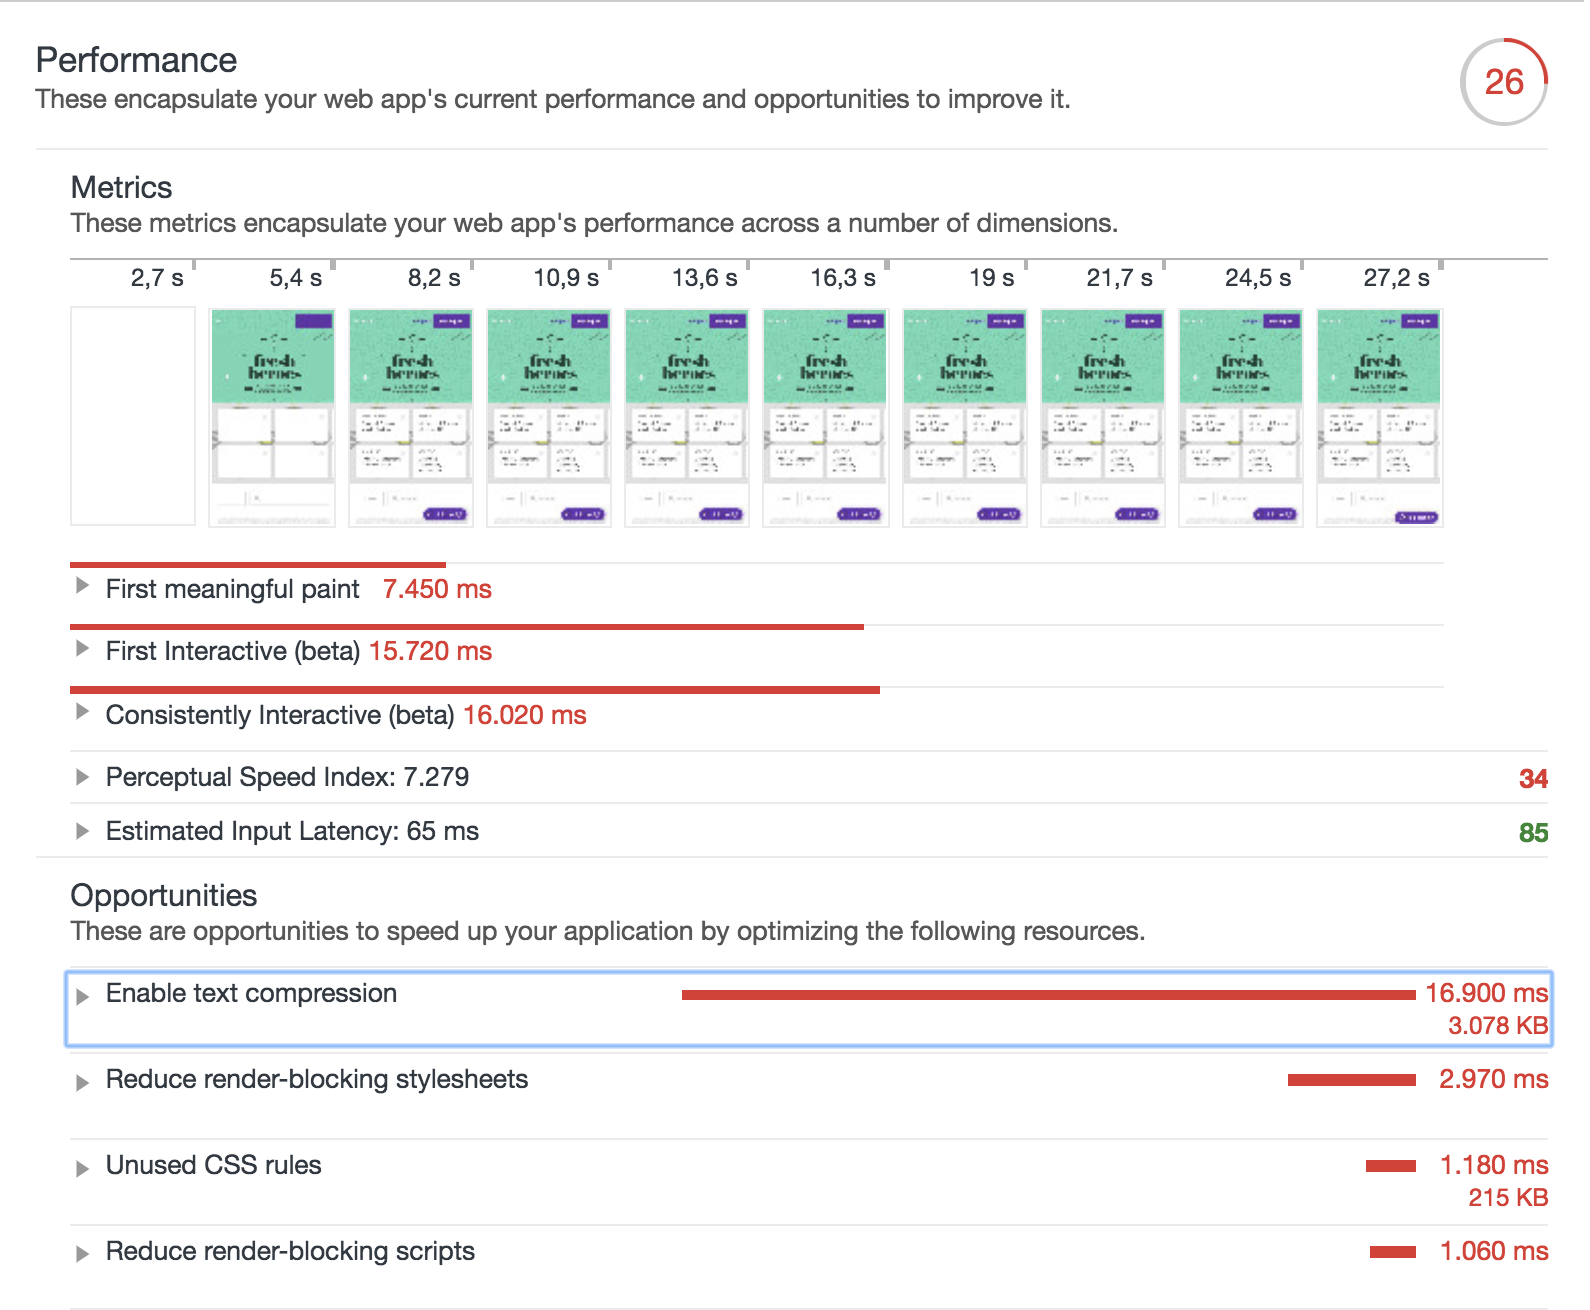 Performance
These encapsulate your web app's current performance and opportunities to improve it.
26
Metrics
These metrics encapsulate your web app's performance across a number of dimensions.
2,7 s 5,4 s 8,2 s 10,9 s 13,6 s 16,3 s 19 s 21,7 s 24,5 s 27,2 s
fresh heroes fresh heroes fresh heroes fresh heroes fresh heroes fresh heroes fresh heroes fresh heroes fresh heroes
First meaningful paint 7.450 ms
First Interactive (beta) 15.720 ms
Consistently Interactive (beta) 16.020 ms
Perceptual Speed Index: 7.279 34
Estimated Input Latency: 65 ms 85
Opportunities
These are opportunities to speed up your application by optimizing the following resources.
Enable text compression 16.900 ms
3.078 KB
Reduce render-blocking stylesheets 2.970 ms
Unused CSS rules 1.180 ms
215 KB
Reduce render-blocking scripts 1.060 ms